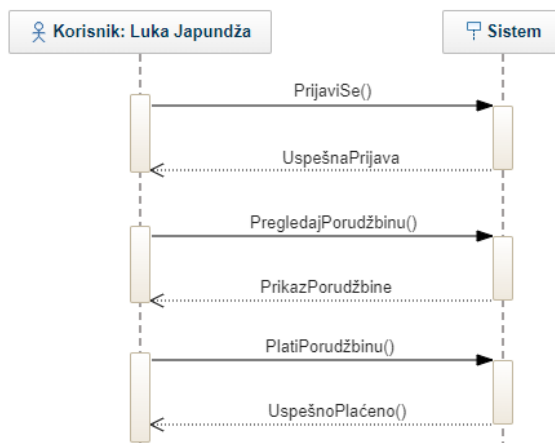 Korisnik: Luka Japundža
Sistem
PrijaviSe()
UspešnaPrijava
PregledajPorudžbinu()
PrikazPorudžbine
PlatiPorudžbinu()
UspešnoPlaćeno()